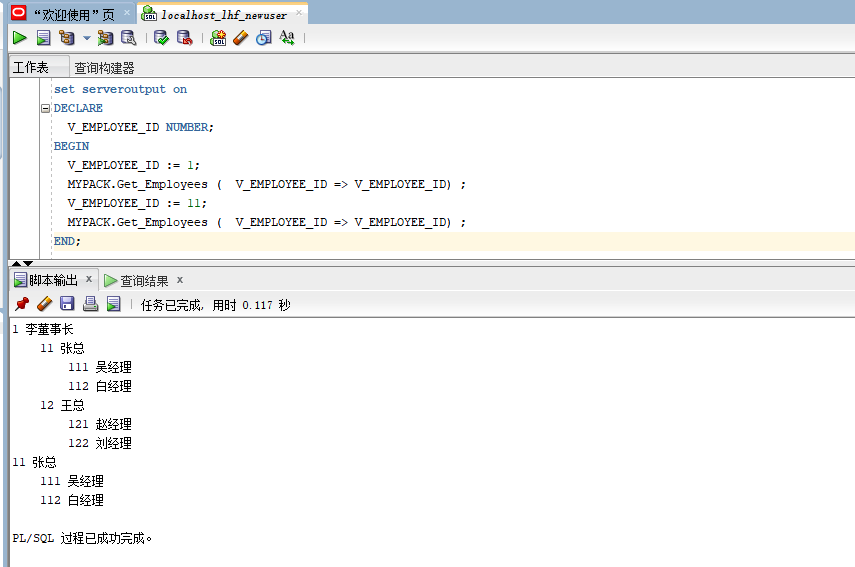 “欢迎使用”页
localhost_lhf_newuser
工作表 查询构建器
set serveroutput on
DECLARE
V_EMPLOYEE_ID NUMBER;
BEGIN
V_EMPLOYEE_ID := 1;
MYPACK.Get_Employees (  V_EMPLOYEE_ID => V_EMPLOYEE_ID) ;
V_EMPLOYEE_ID := 11;
MYPACK.Get_Employees (  V_EMPLOYEE_ID => V_EMPLOYEE_ID) ;
END;
脚本输出 x 查询结果 x
任务已完成, 用时 0.117 秒
1 李董事长
11 张总
111 吴经理
112 白经理
12 王总
121 赵经理
122 刘经理
11 张总
111 吴经理
112 白经理
PL/SQL 过程已成功完成。